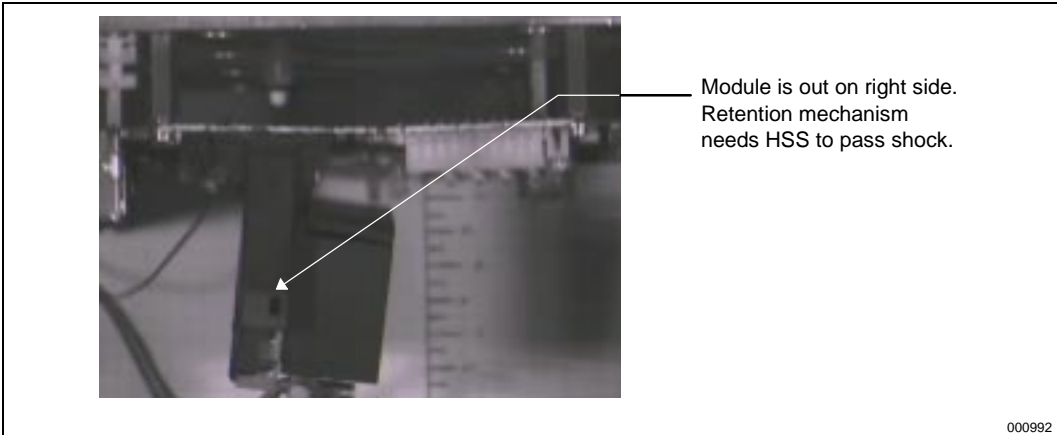 Module is out on right side.
Retention mechanism
needs HSS to pass shock.
000992